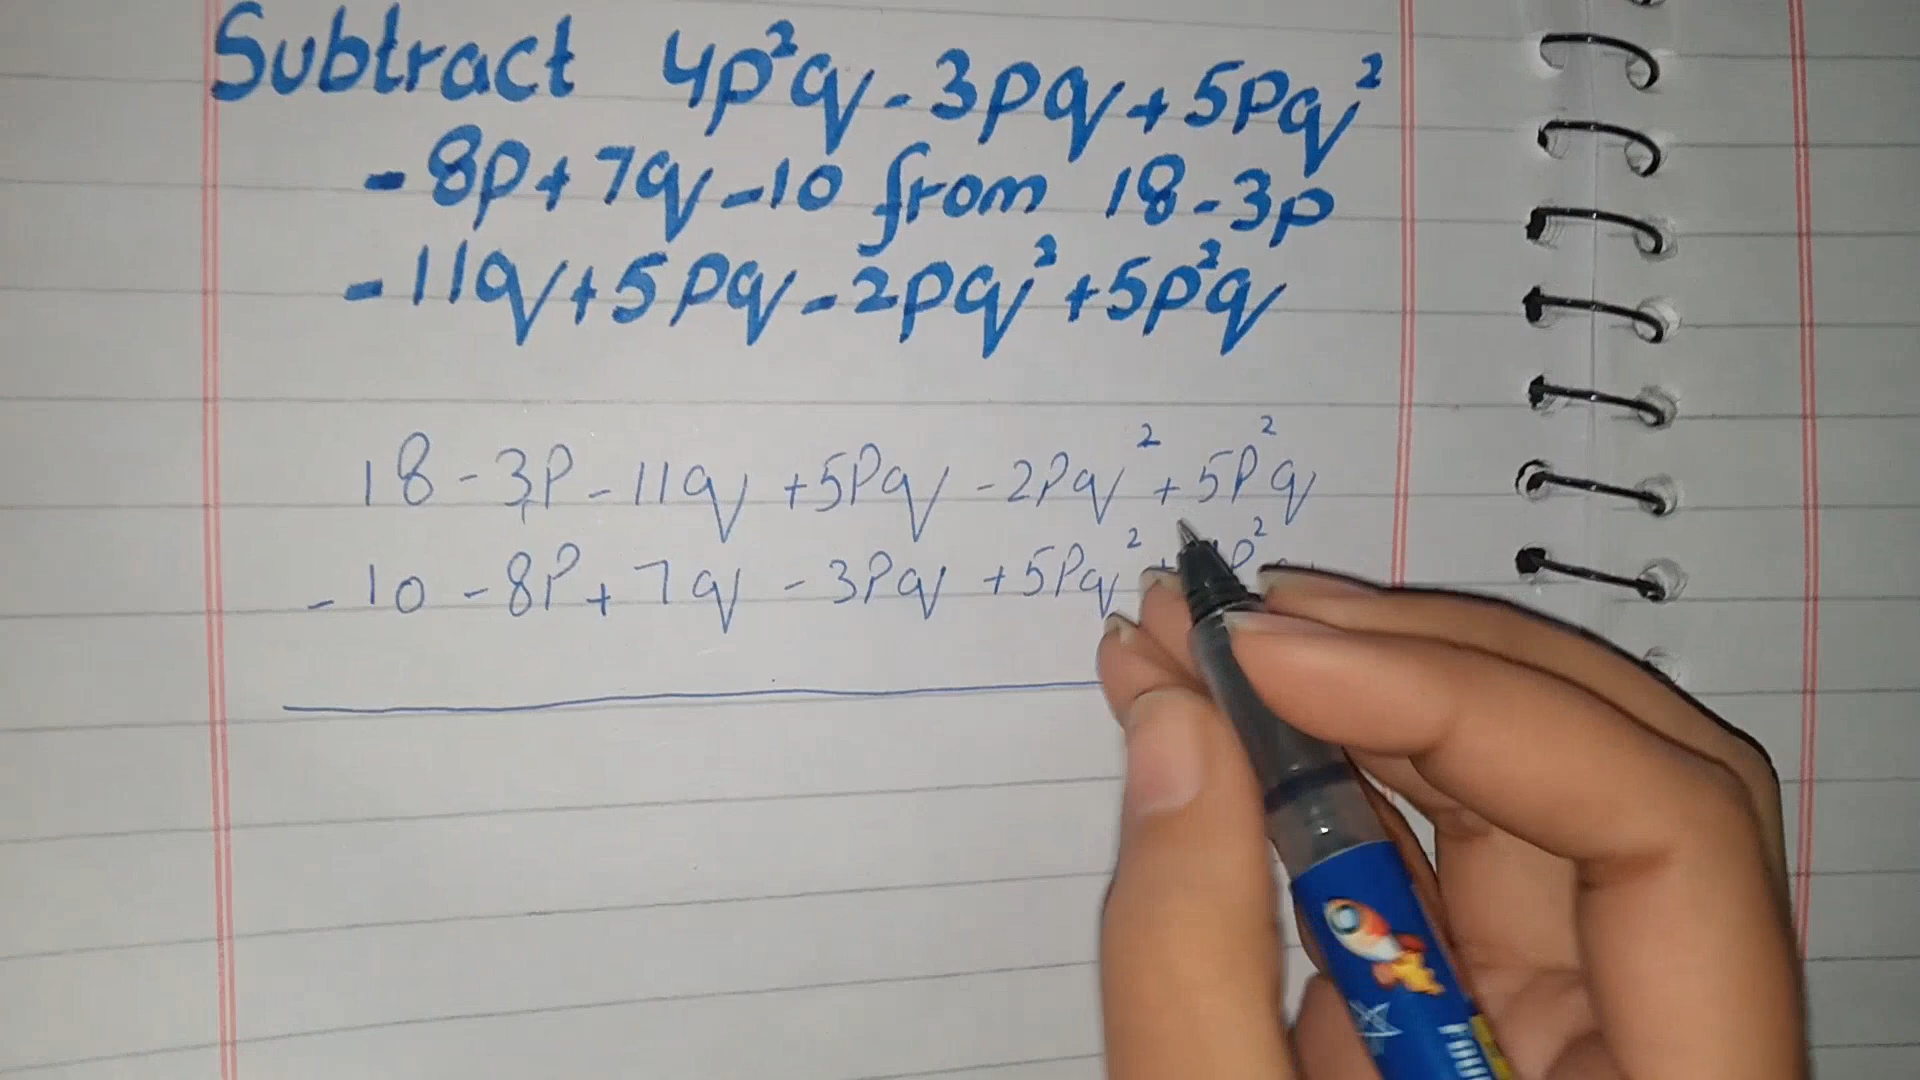 Subtract 4p²q - 3pq + 5pq²
- 8p + 7q - 10 from 18 - 3p
- 11q + 5pq - 2pq² + 5p²q
18 - 3p - 11q + 5pq - 2pq² + 5p²q
- 10 - 8p + 7q - 3pq + 5pq² + p²